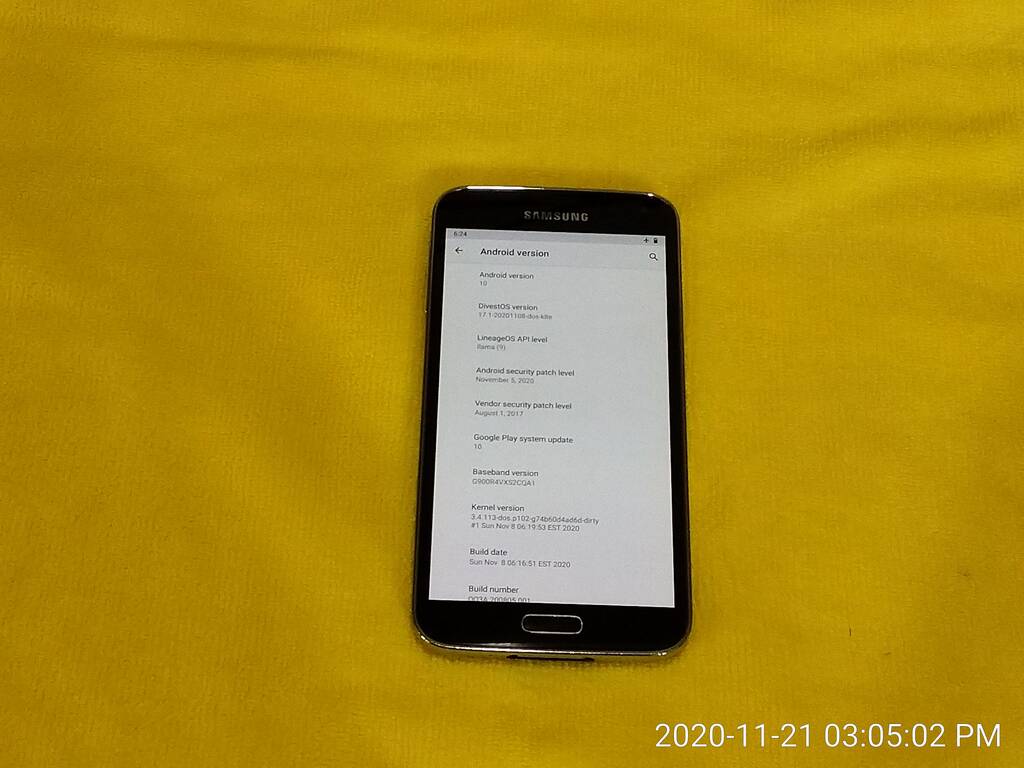 SAMSUNG
6:24
Android version
Android version
10
DivestOS version
17.1-20201108-dos-klte
LineageOS API level
llama (9)
Android security patch level
November 5, 2020
Vendor security patch level
August 1, 2017
Google Play system update
10
Baseband version
G900R4VXS2CQA1
Kernel version
3.4.113-dos.p102-g74b60d4ad6d-dirty
#1 Sun Nov 8 06:19:53 EST 2020
Build date
Sun Nov 8 06:16:51 EST 2020
Build number
QQ3A.200805.001
2020-11-21 03:05:02 PM